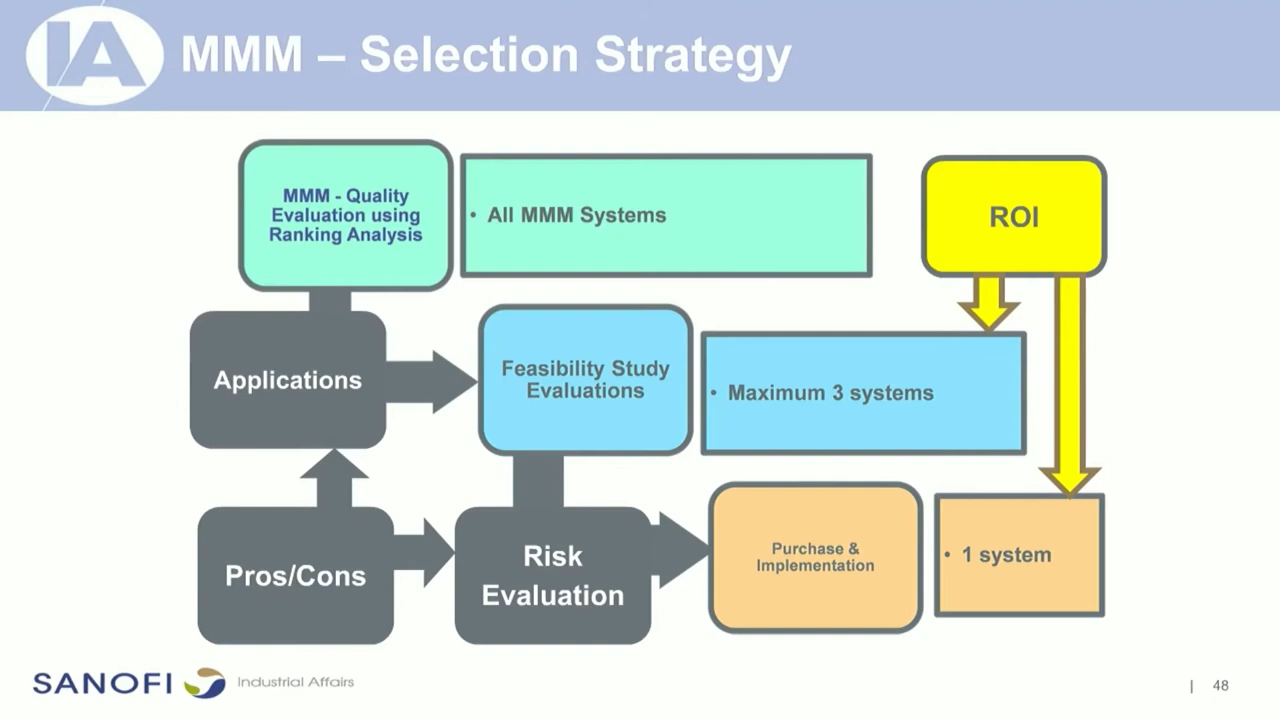 IA
MMM – Selection Strategy
MMM - Quality
Evaluation using
Ranking Analysis
• All MMM Systems
ROI
Applications
Feasibility Study
Evaluations
• Maximum 3 systems
Pros/Cons
Risk
Evaluation
Purchase &
Implementation
• 1 system
SANOFI Industrial Affairs
| 48